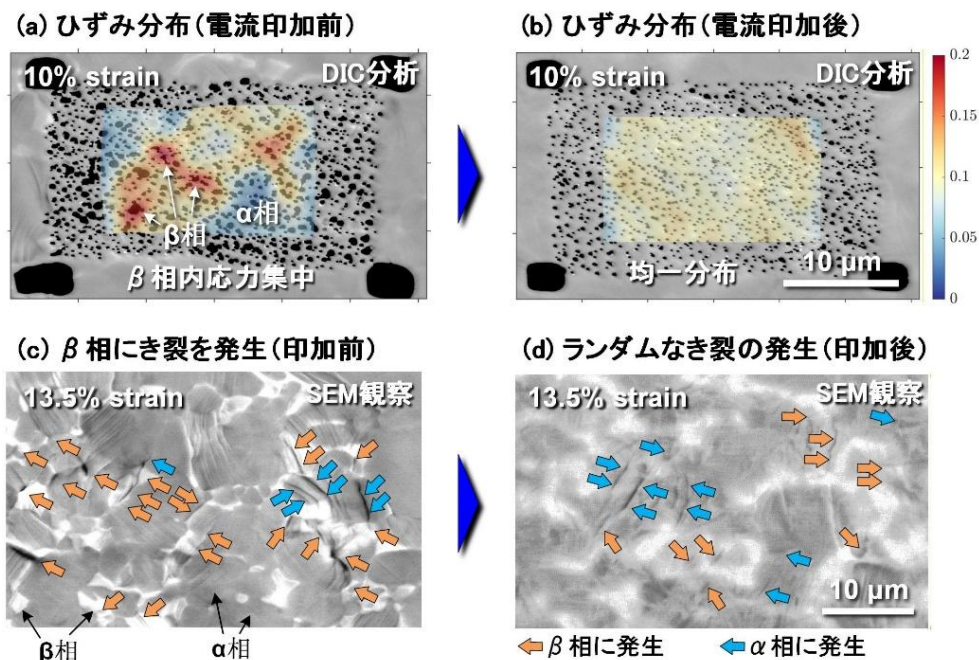 (a) ひずみ分布(電流印加前)
(b) ひずみ分布(電流印加後)
10% strain
DIC分析
α相
β相
β相内応力集中
10% strain
DIC分析
均一分布
10 μm
0.2
0.15
0.1
0.05
0
(c) β相にき裂を発生(印加前)
(d) ランダムなき裂の発生(印加後)
13.5% strain
SEM観察
β相
α相
13.5% strain
SEM観察
10 μm
β相に発生
α相に発生